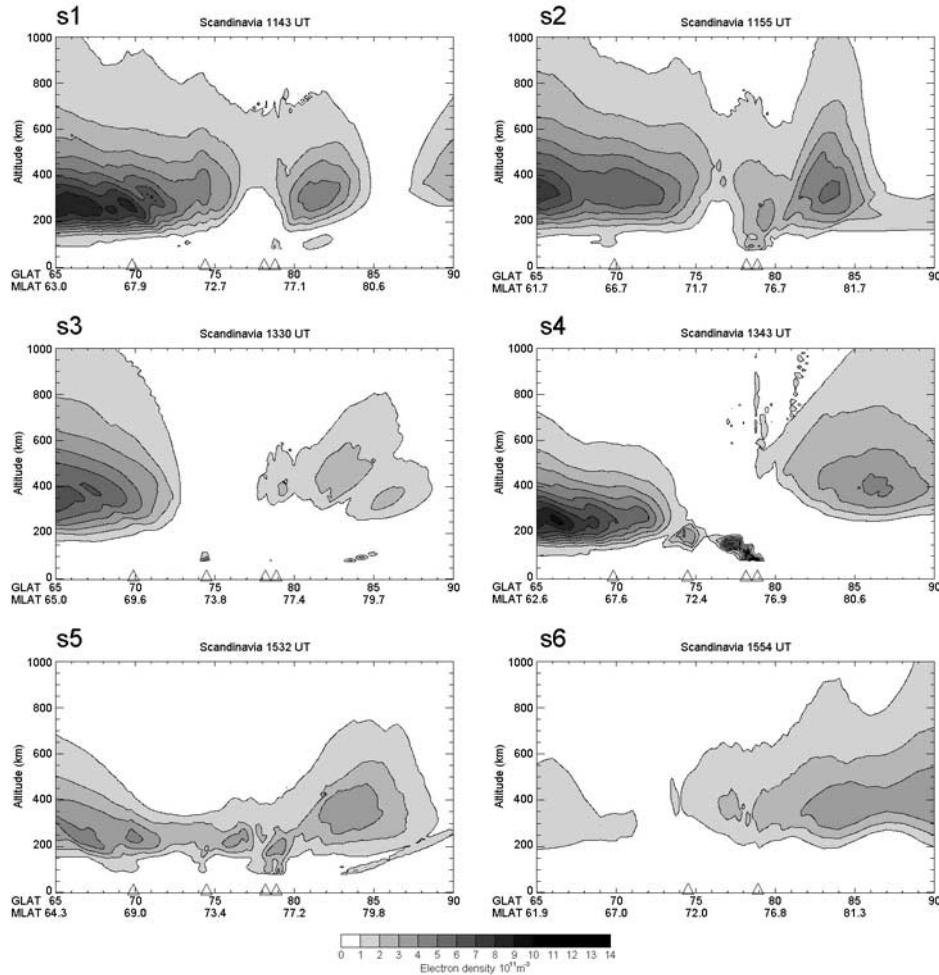 s1
Scandinavia 1143 UT
1000
800
600
400
200
0
Altitude (km)
GLAT 65 70 75 80 85 90
MLAT 63.0 67.9 72.7 77.1 80.6
s2
Scandinavia 1155 UT
1000
800
600
400
200
0
Altitude (km)
GLAT 65 70 75 80 85 90
MLAT 61.7 66.7 71.7 76.7 81.7
s3
Scandinavia 1330 UT
1000
800
600
400
200
0
Altitude (km)
GLAT 65 70 75 80 85 90
MLAT 65.0 69.6 73.8 77.4 79.7
s4
Scandinavia 1343 UT
1000
800
600
400
200
0
Altitude (km)
GLAT 65 70 75 80 85 90
MLAT 62.6 67.6 72.4 76.9 80.6
s5
Scandinavia 1532 UT
1000
800
600
400
200
0
Altitude (km)
GLAT 65 70 75 80 85 90
MLAT 64.3 69.0 73.4 77.2 79.8
s6
Scandinavia 1554 UT
1000
800
600
400
200
0
Altitude (km)
GLAT 65 70 75 80 85 90
MLAT 61.9 67.0 72.0 76.8 81.3
0 1 2 3 4 5 6 7 8 9 10 11 12 13 14
Electron density 10¹¹m⁻³